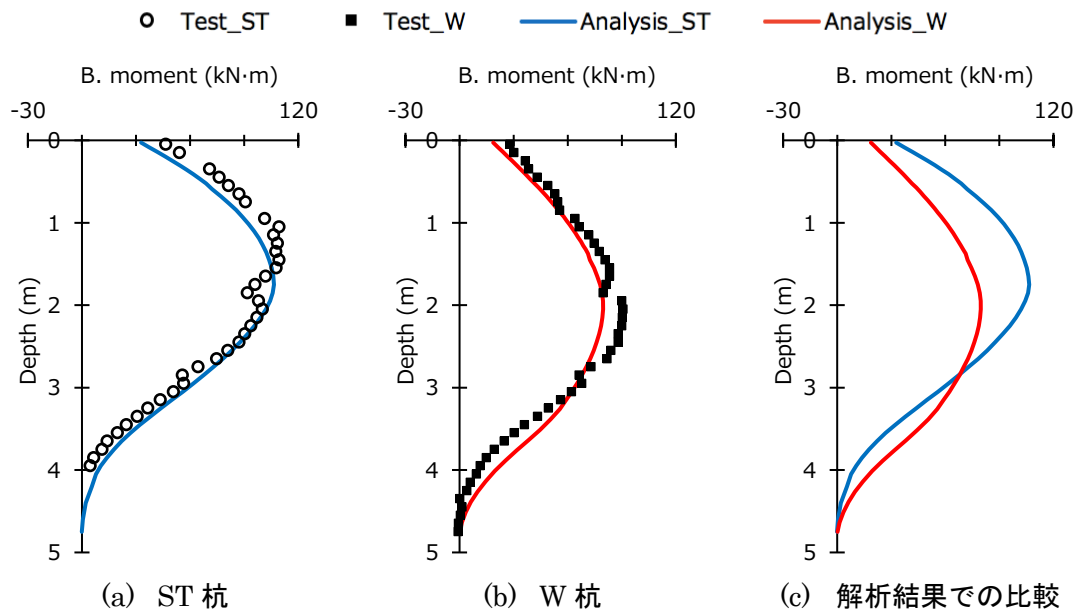 Test_ST Test_W Analysis_ST Analysis_W
B. moment (kN·m) B. moment (kN·m) B. moment (kN·m)
-30 120 -30 120 -30 120
0 0 0
1 1 1
2 2 2
3 3 3
4 4 4
5 5 5
Depth (m) Depth (m) Depth (m)
(a) ST 杭 (b) W 杭 (c) 解析結果での比較